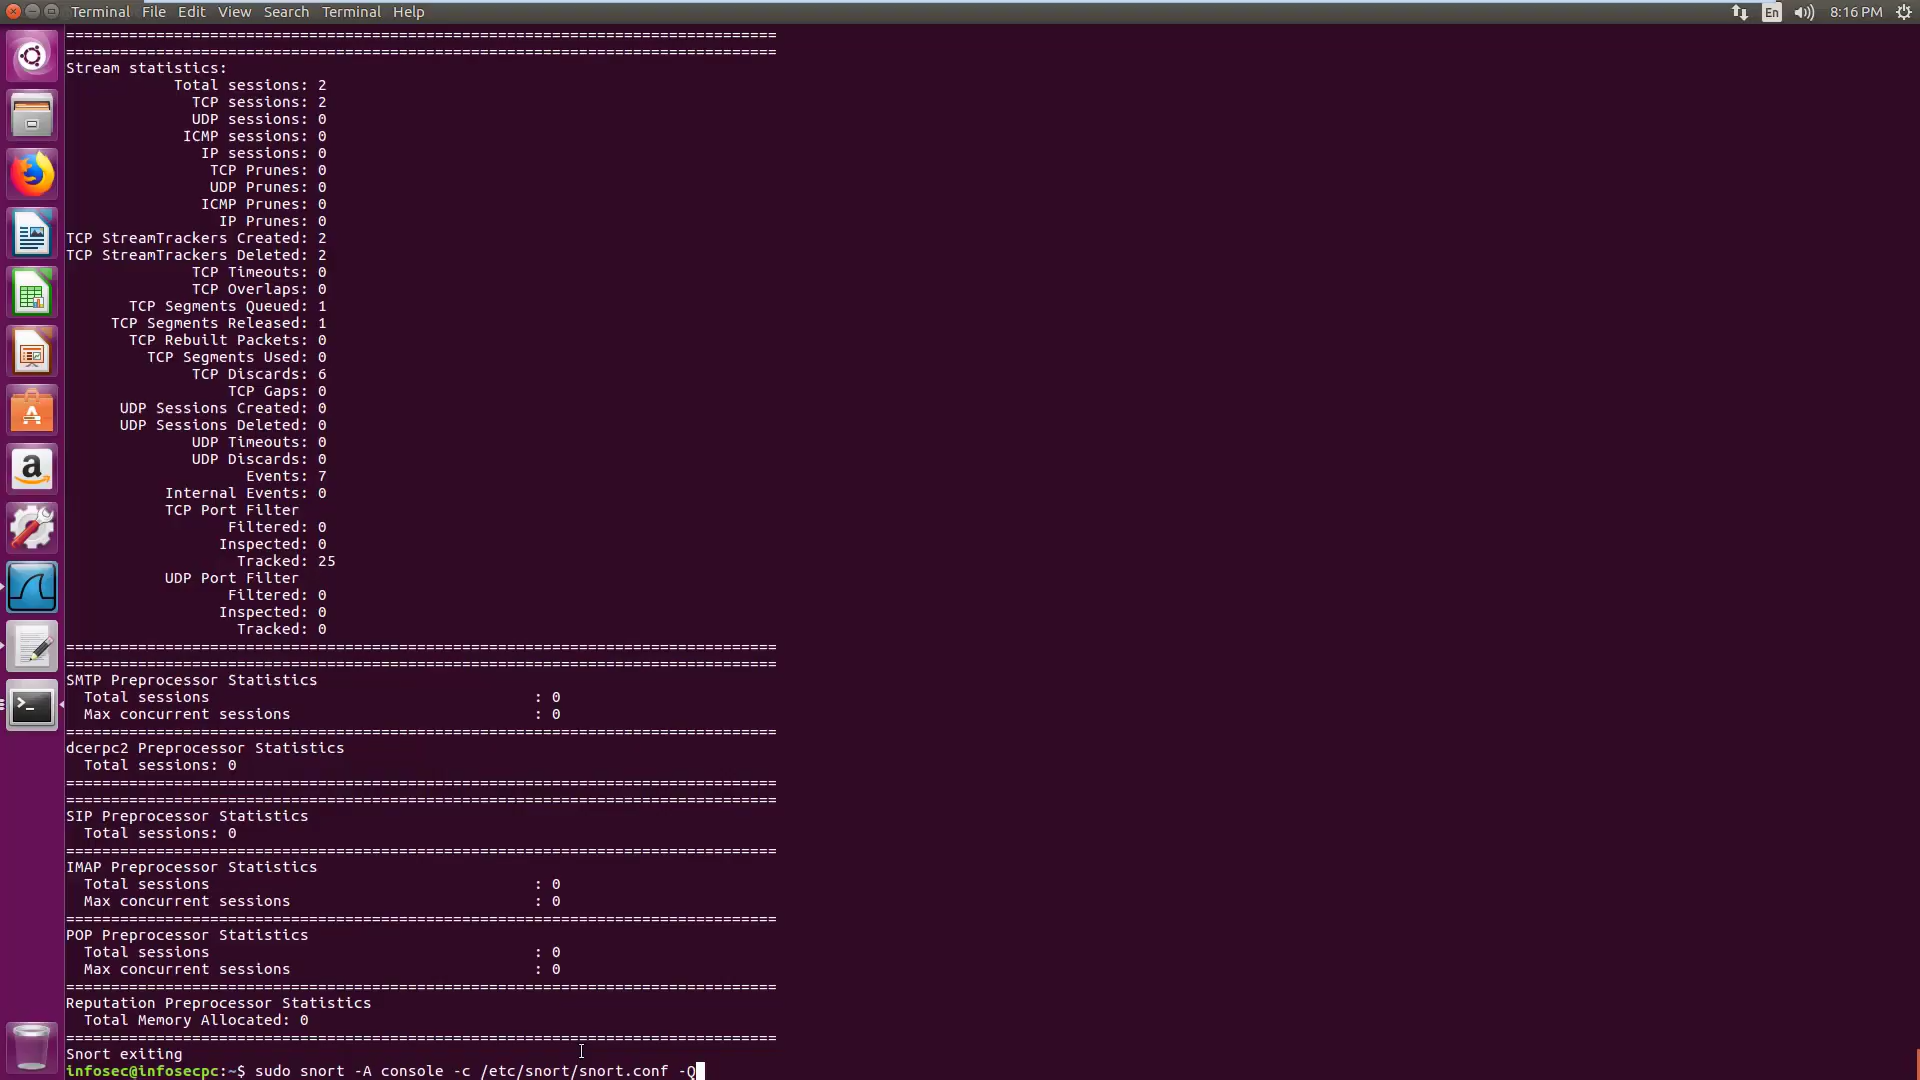 Terminal File Edit View Search Terminal Help En 8:16 PM
===============================================================================
===============================================================================
Stream statistics:
Total sessions: 2
TCP sessions: 2
UDP sessions: 0
ICMP sessions: 0
IP sessions: 0
TCP Prunes: 0
UDP Prunes: 0
ICMP Prunes: 0
IP Prunes: 0
TCP StreamTrackers Created: 2
TCP StreamTrackers Deleted: 2
TCP Timeouts: 0
TCP Overlaps: 0
TCP Segments Queued: 1
TCP Segments Released: 1
TCP Rebuilt Packets: 0
TCP Segments Used: 0
TCP Discards: 6
TCP Gaps: 0
UDP Sessions Created: 0
UDP Sessions Deleted: 0
UDP Timeouts: 0
UDP Discards: 0
Events: 7
Internal Events: 0
TCP Port Filter
Filtered: 0
Inspected: 0
Tracked: 25
UDP Port Filter
Filtered: 0
Inspected: 0
Tracked: 0
===============================================================================
===============================================================================
SMTP Preprocessor Statistics
Total sessions : 0
Max concurrent sessions : 0
===============================================================================
dcerpc2 Preprocessor Statistics
Total sessions: 0
===============================================================================
===============================================================================
SIP Preprocessor Statistics
Total sessions: 0
===============================================================================
IMAP Preprocessor Statistics
Total sessions : 0
Max concurrent sessions : 0
===============================================================================
POP Preprocessor Statistics
Total sessions : 0
Max concurrent sessions : 0
===============================================================================
Reputation Preprocessor Statistics
Total Memory Allocated: 0
===============================================================================
Snort exiting
infosec@infosecpc:~$ sudo snort -A console -c /etc/snort/snort.conf -Q